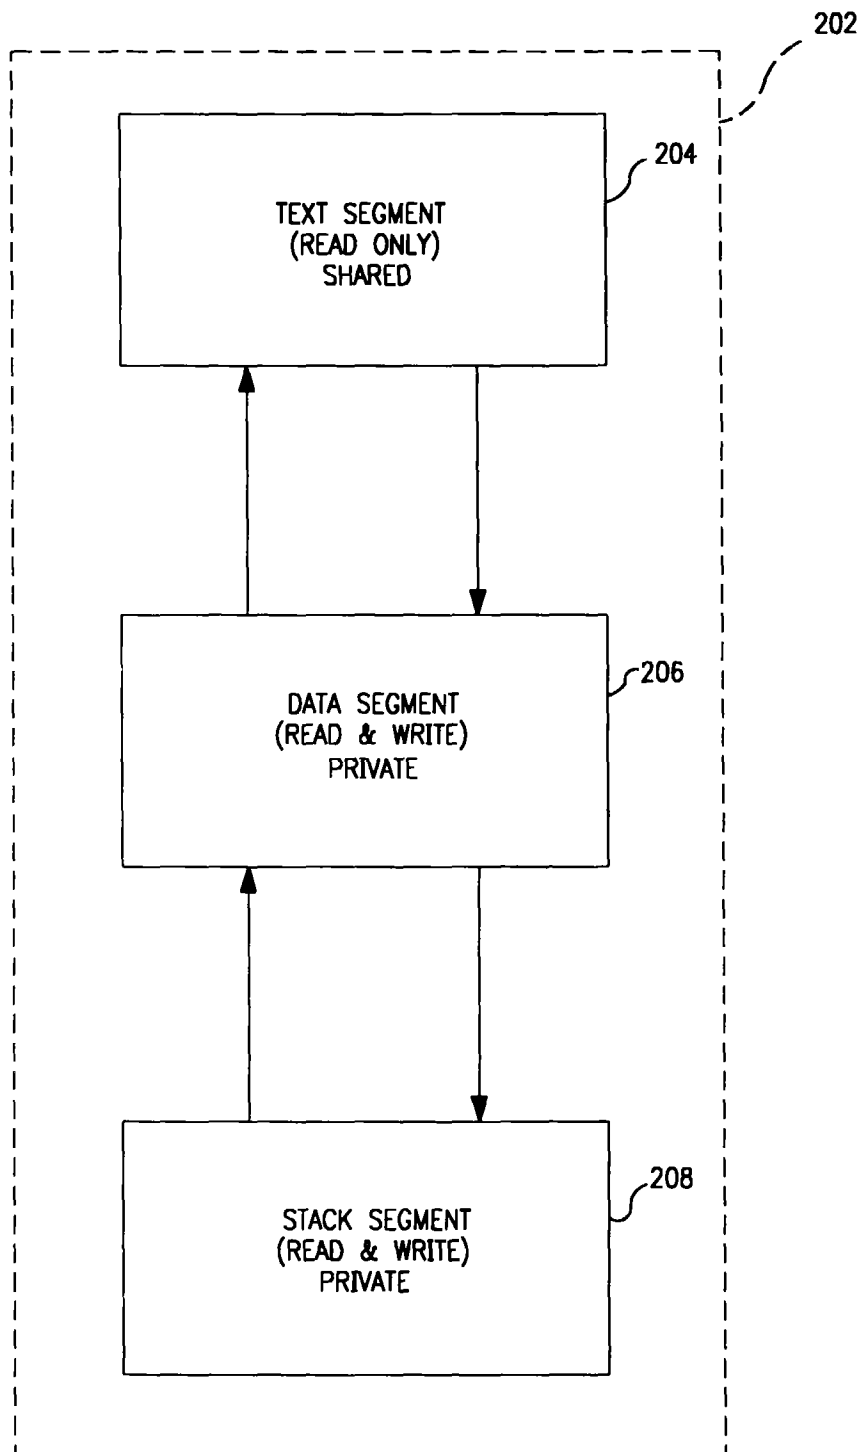 202
204
TEXT SEGMENT
(READ ONLY)
SHARED
206
DATA SEGMENT
(READ & WRITE)
PRIVATE
208
STACK SEGMENT
(READ & WRITE)
PRIVATE